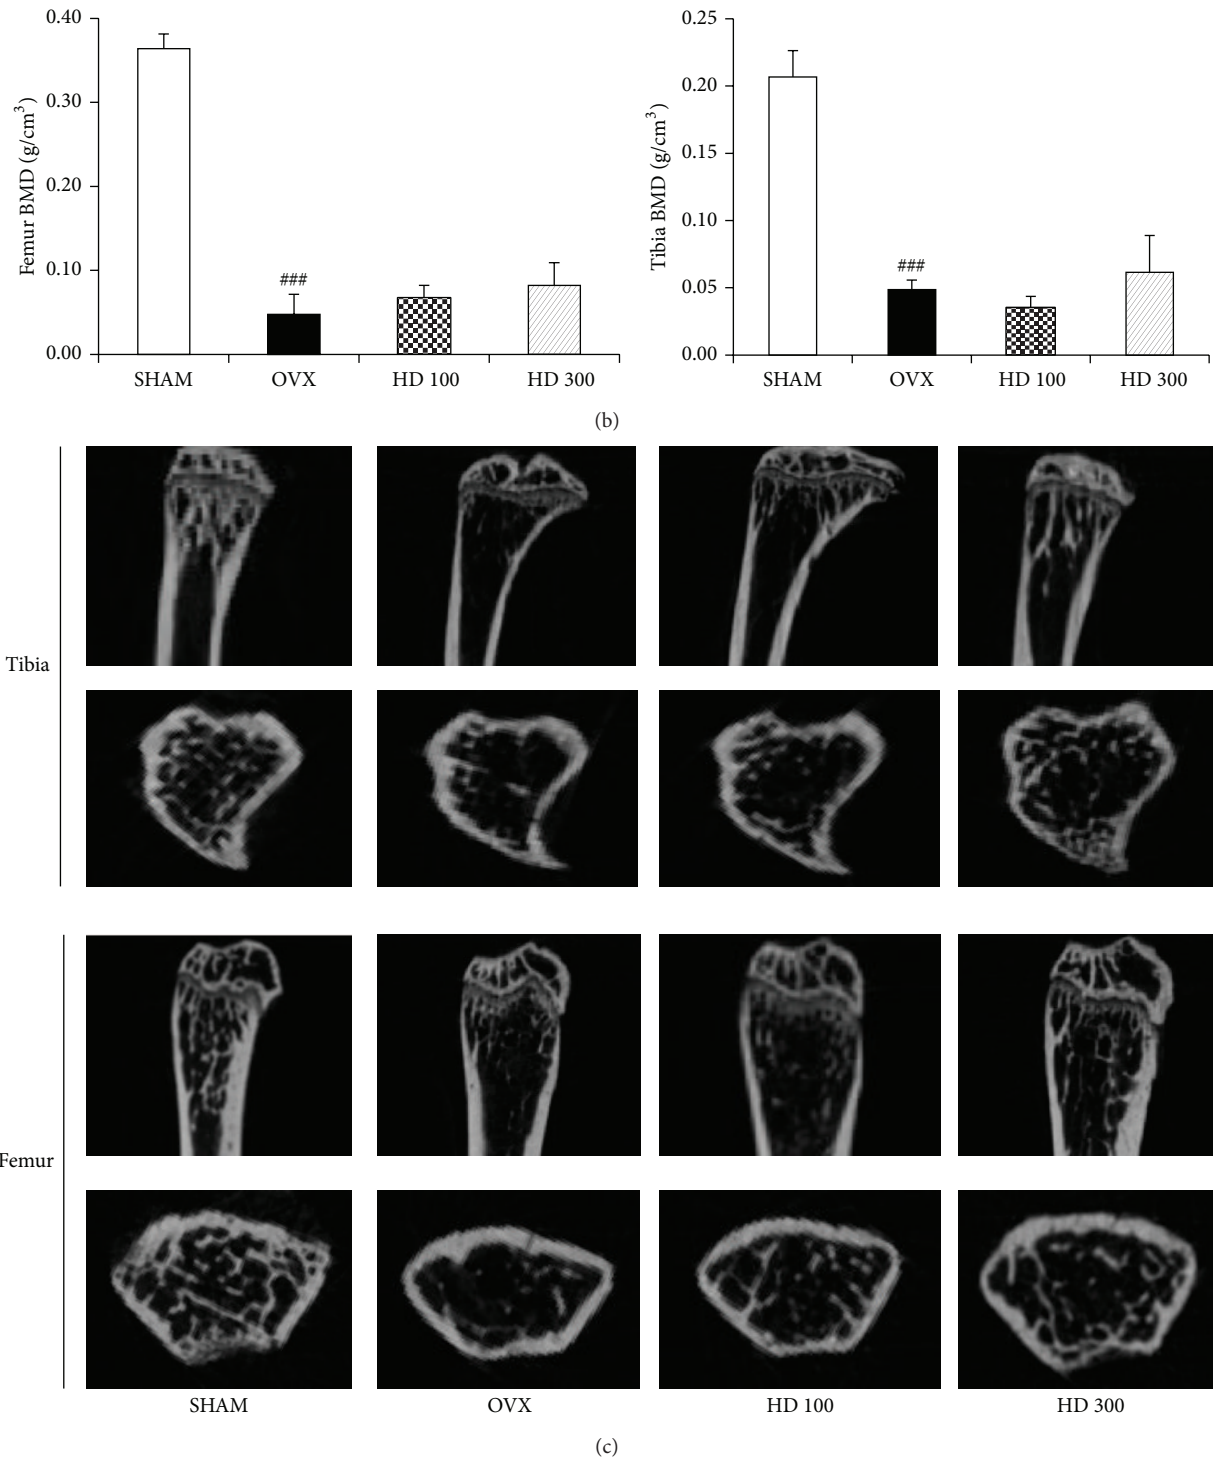 0.40
0.30
0.20
0.10
0.00
Femur BMD (g/cm³)
###
SHAM
OVX
HD 100
HD 300
0.25
0.20
0.15
0.10
0.05
0.00
Tibia BMD (g/cm³)
###
SHAM
OVX
HD 100
HD 300
(b)
Tibia
Femur
SHAM
OVX
HD 100
HD 300
(c)